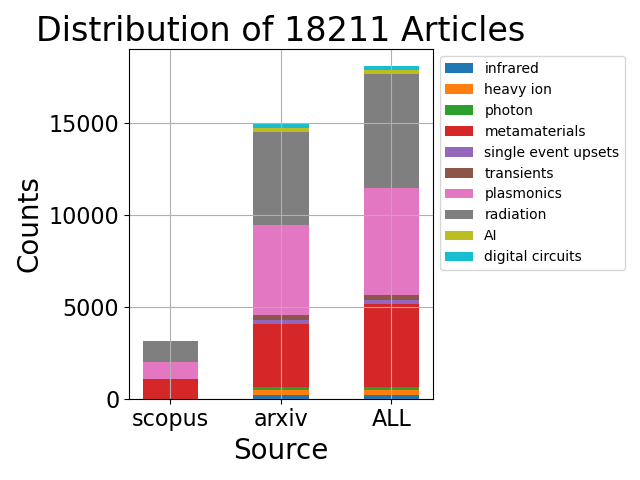 Distribution of 18211 Articles
Counts
15000
10000
5000
0
scopus
arxiv
ALL
Source
infrared
heavy ion
photon
metamaterials
single event upsets
transients
plasmonics
radiation
AI
digital circuits